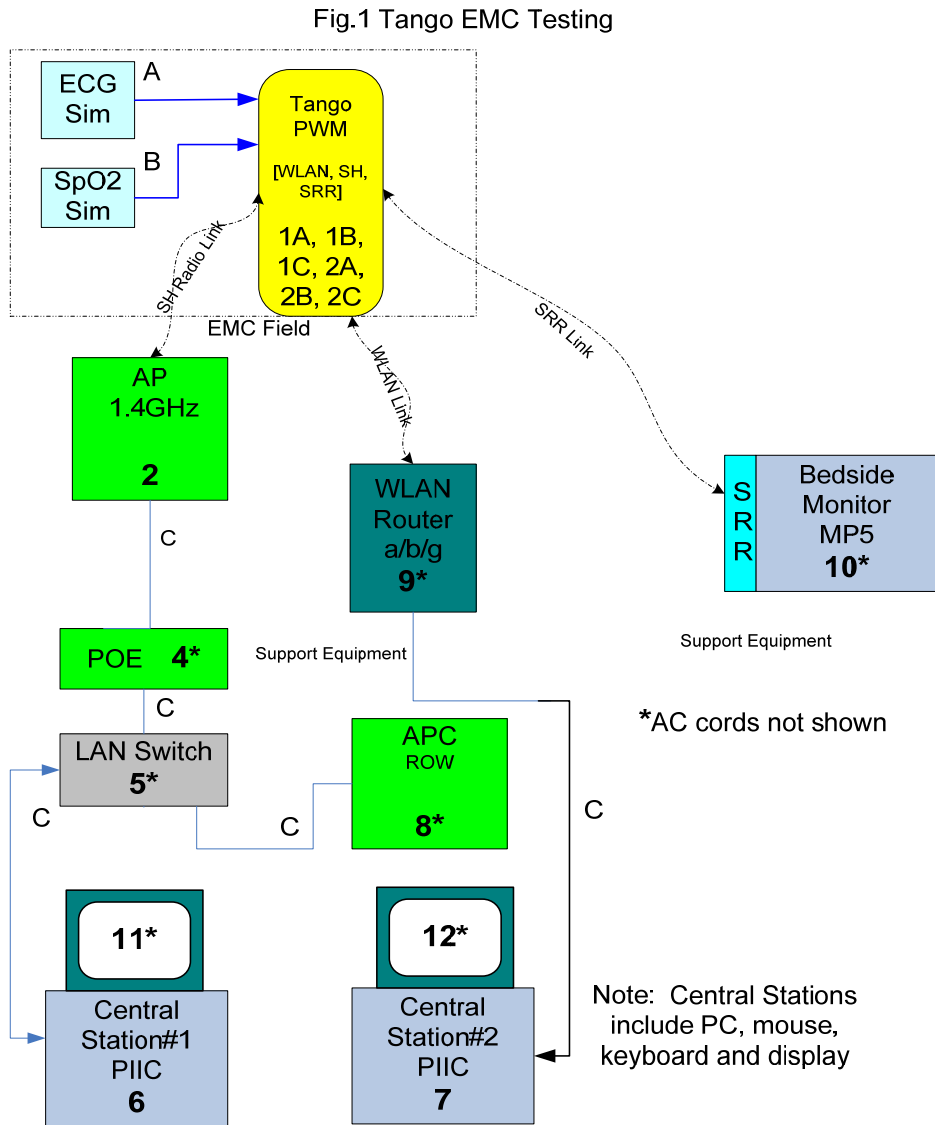 Fig.1 Tango EMC Testing
ECG
Sim
A
SpO2
Sim
B
Tango
PWM
[WLAN, SH,
SRR]
1A, 1B,
1C, 2A,
2B, 2C
EMC Field
SH Radio Link
WLAN Link
SRR Link
AP
1.4GHz
2
C
WLAN
Router
a/b/g
9*
S
R
R
Bedside
Monitor
MP5
10*
Support Equipment
Support Equipment
POE 4*
C
*AC cords not shown
LAN Switch
5*
C
C
APC
ROW
8*
C
11*
Central
Station#1
PIIC
6
12*
Central
Station#2
PIIC
7
Note: Central Stations
include PC, mouse,
keyboard and display